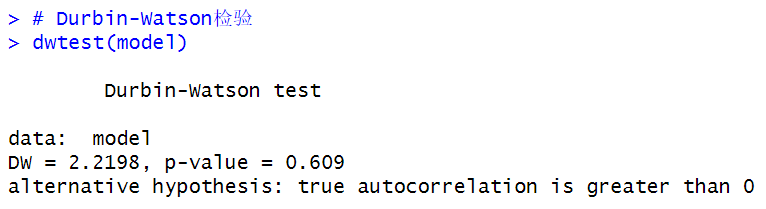 > # Durbin-Watson检验
> dwtest(model)
Durbin-Watson test
data:  model
DW = 2.2198, p-value = 0.609
alternative hypothesis: true autocorrelation is greater than 0